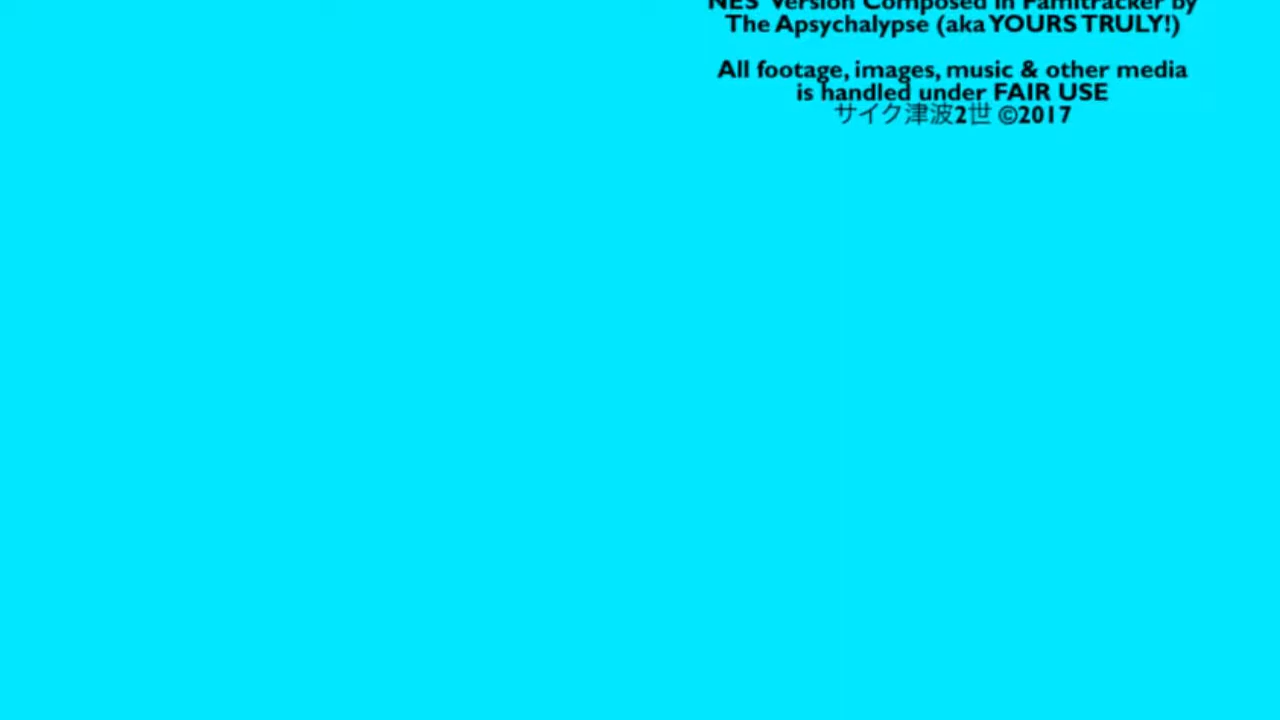 NES Version Composed in Famitracker by
The Apsychalypse (aka YOURS TRULY!)
All footage, images, music & other media
is handled under FAIR USE
サイク津波2世 ©2017